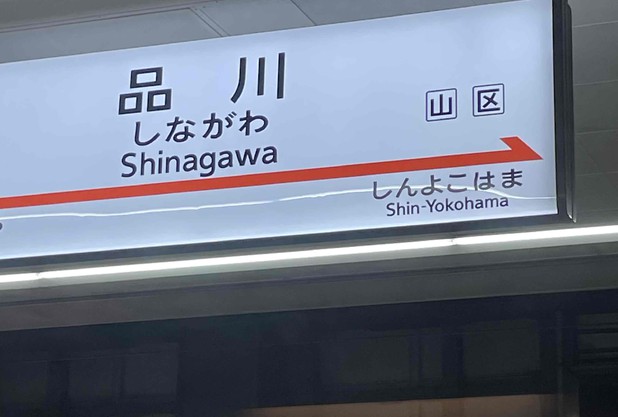 品川
山 区
しながわ
Shinagawa
しんよこはま
Shin-Yokohama